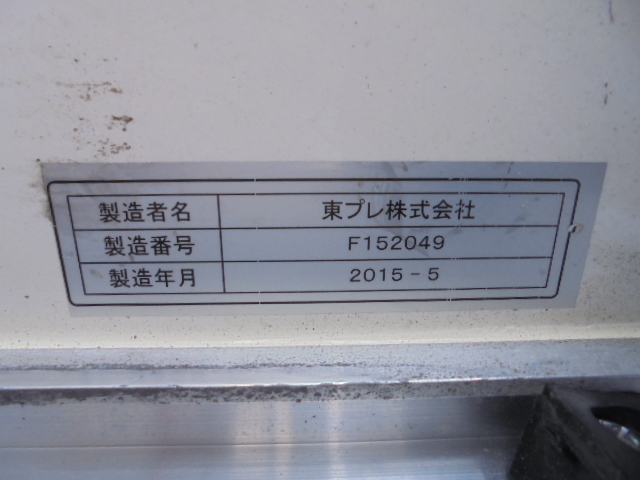 製造者名 東プレ株式会社
製造番号 F152049
製造年月 2015-5